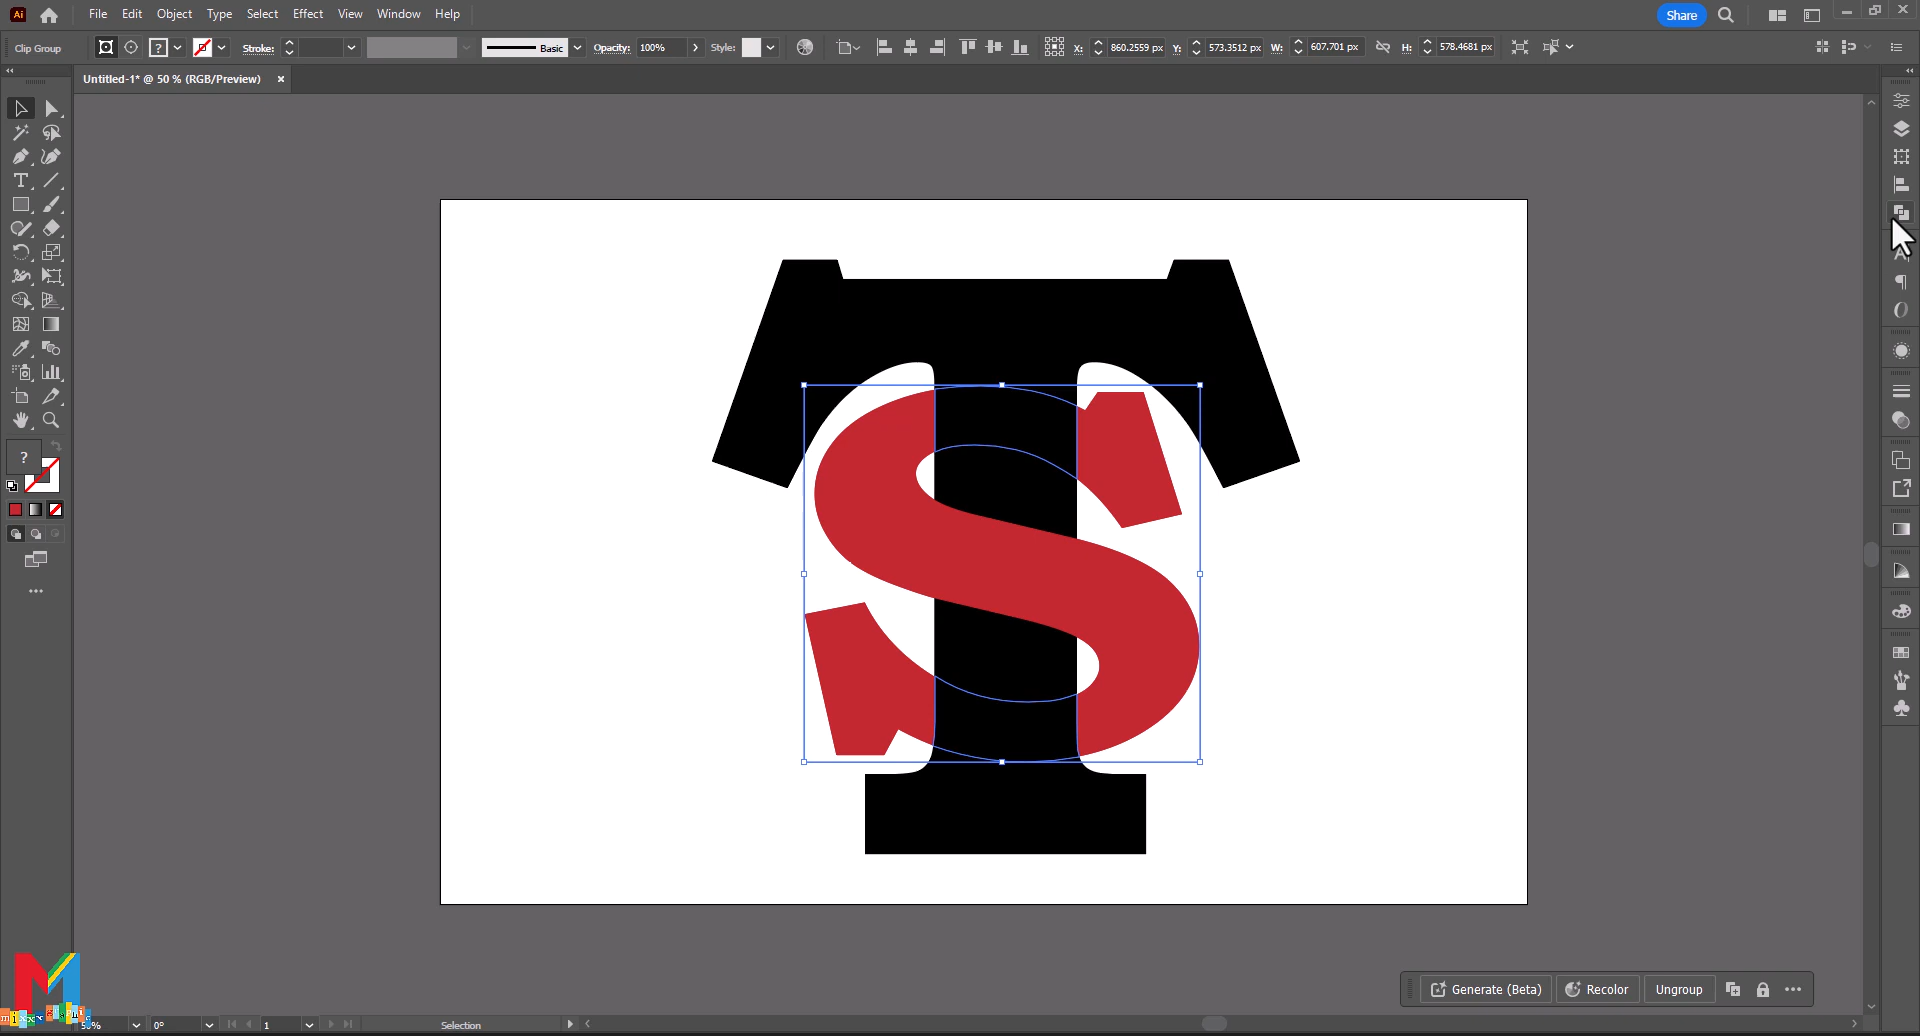 Ai File Edit Object Type Select Effect View Window Help Share
Clip Group ? Stroke: Basic Opacity: 100% Style: X: 860.2559 px Y: 573.3512 px W: 607.701 px H: 578.4681 px
Untitled-1* @ 50 % (RGB/Preview) ×
T
S
?
Generate (Beta) Recolor Ungroup
M
50% 0° 1 Selection